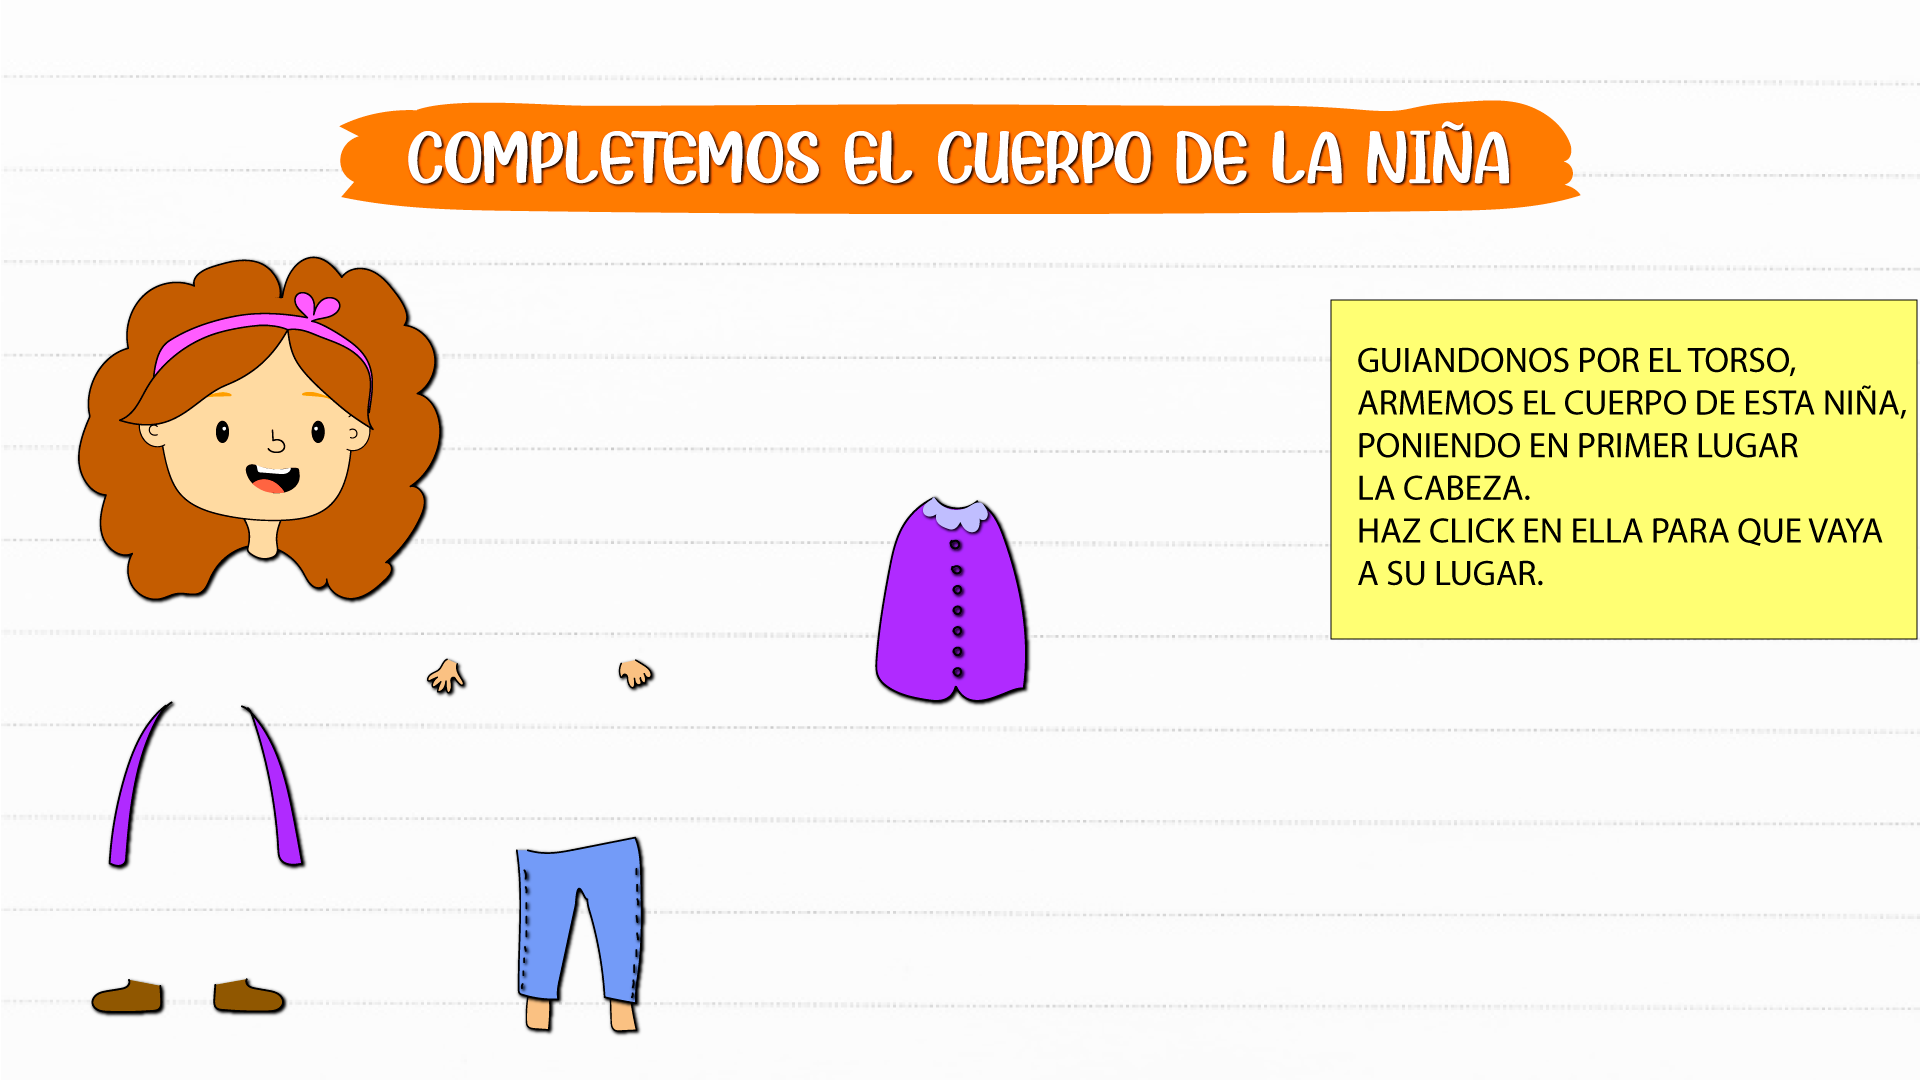 COMPLETEMOS EL CUERPO DE LA NIÑA
GUIANDONOS POR EL TORSO,
ARMEMOS EL CUERPO DE ESTA NIÑA,
PONIENDO EN PRIMER LUGAR
LA CABEZA.
HAZ CLICK EN ELLA PARA QUE VAYA
A SU LUGAR.